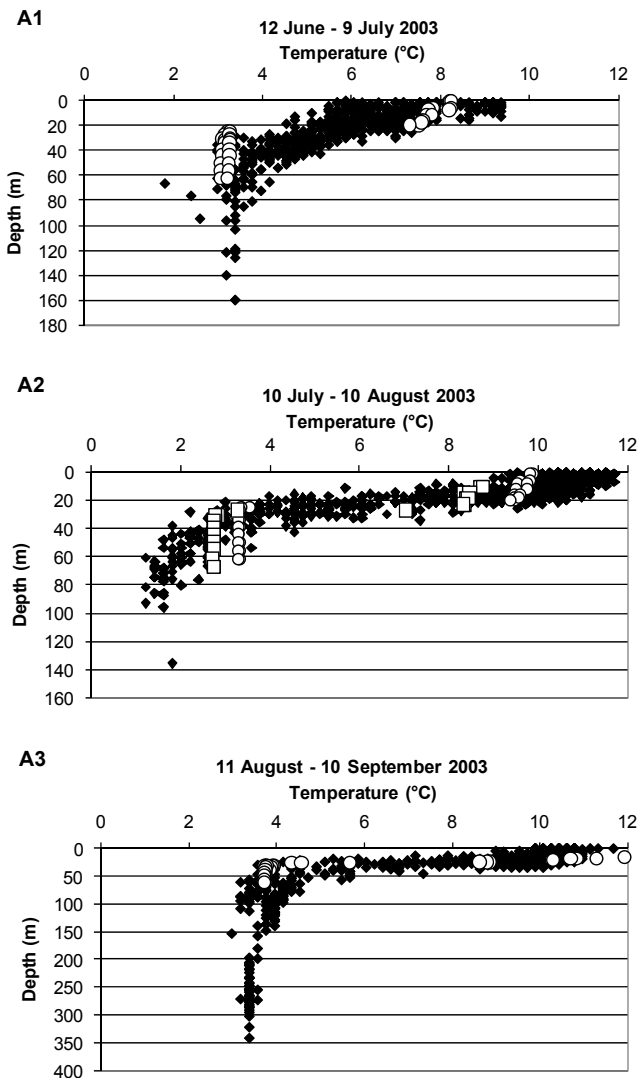 A1
12 June - 9 July 2003
Temperature (°C)
0 2 4 6 8 10 12
0
20
40
60
80
100
120
140
160
180
Depth (m)
A2
10 July - 10 August 2003
Temperature (°C)
0 2 4 6 8 10 12
0
20
40
60
80
100
120
140
160
Depth (m)
A3
11 August - 10 September 2003
Temperature (°C)
0 2 4 6 8 10 12
0
50
100
150
200
250
300
350
400
Depth (m)